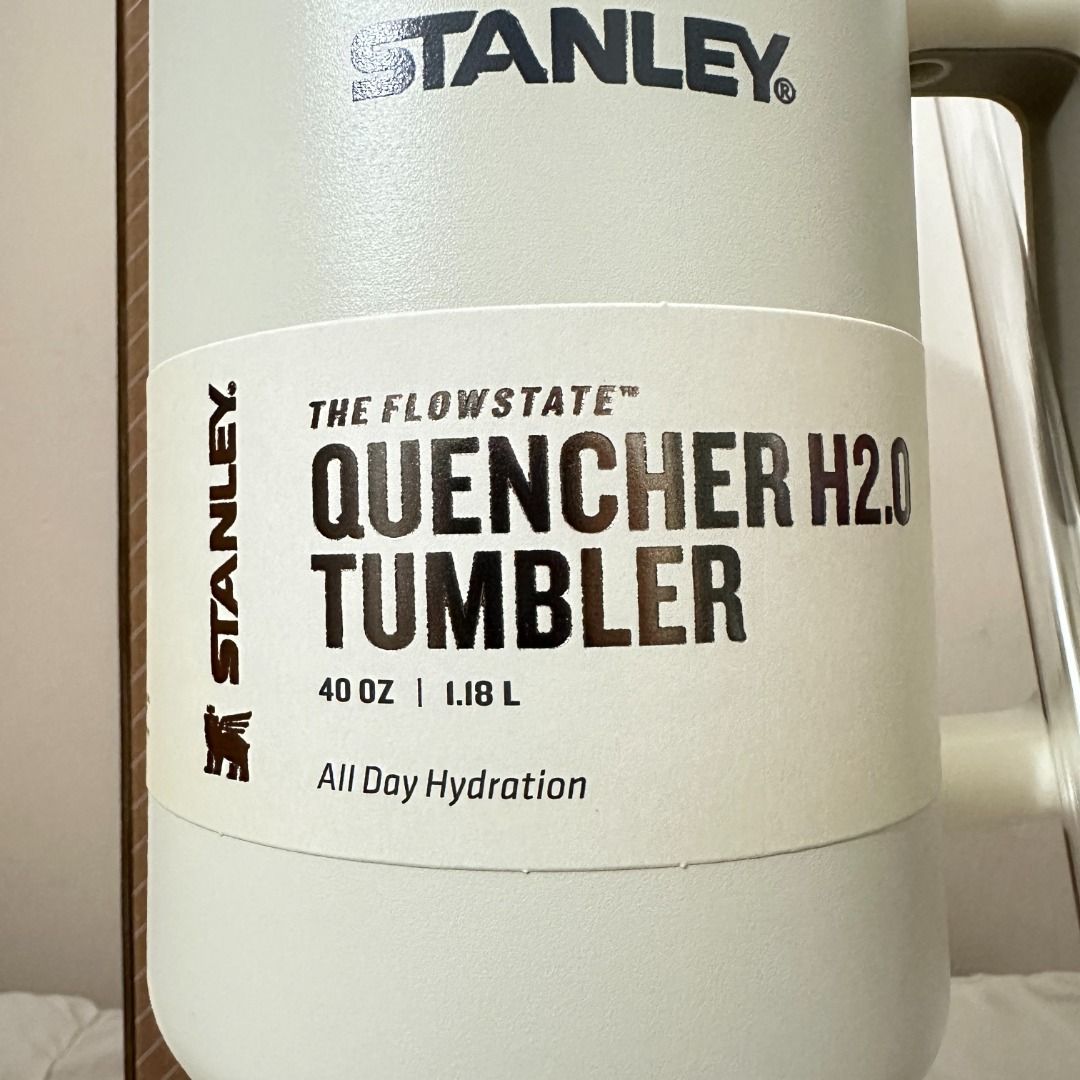 STANLEY®
STANLEY®
THE FLOWSTATE™
QUENCHER H2.0
TUMBLER
40 OZ | 1.18 L
All Day Hydration